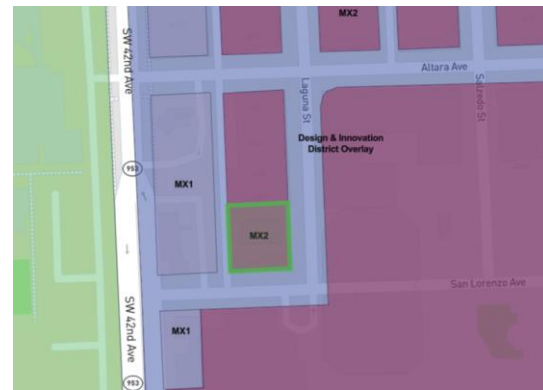 SW 42nd Ave
MX2
Altara Ave
Laguna St
Salzedo St
Design & Innovation
District Overlay
953
MX1
MX2
San Lorenzo Ave
SW 42nd Ave
MX1
953